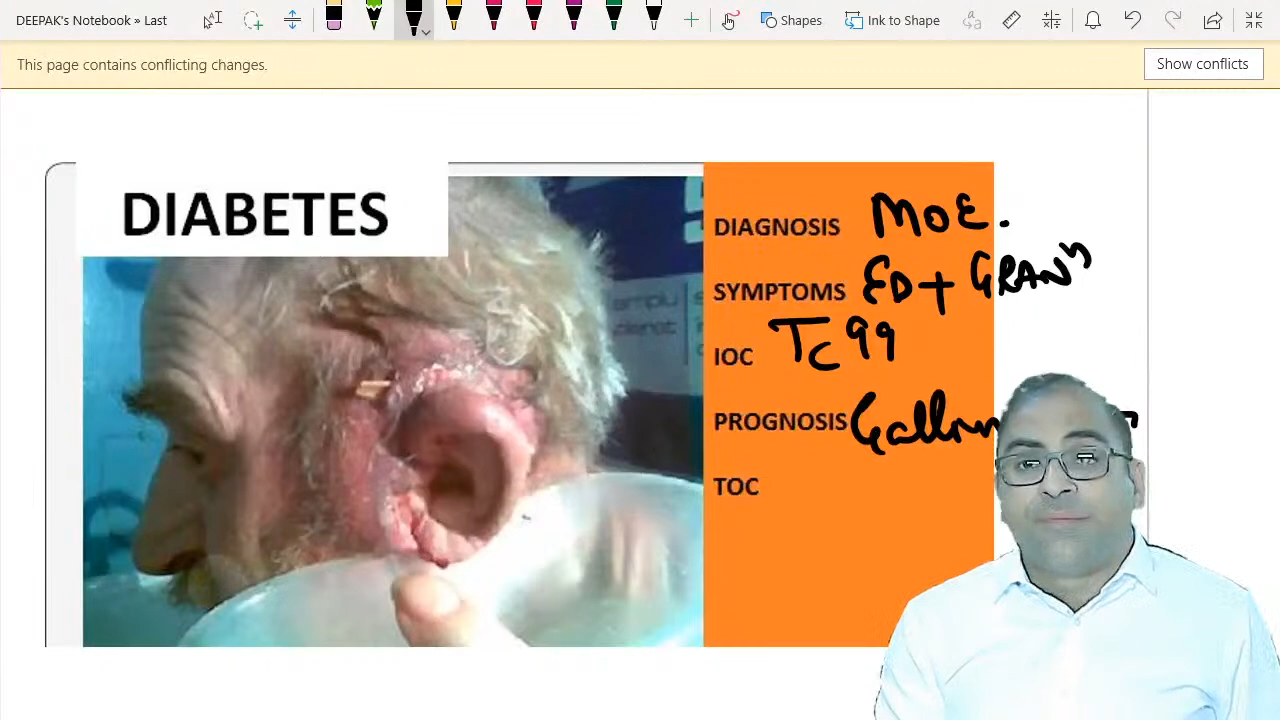 DEEPAK's Notebook » Last
Shapes
Ink to Shape
This page contains conflicting changes.
Show conflicts
DIABETES
DIAGNOSIS MOE.
SYMPTOMS ED + GRANS
IOC TC 99
PROGNOSIS
TOC